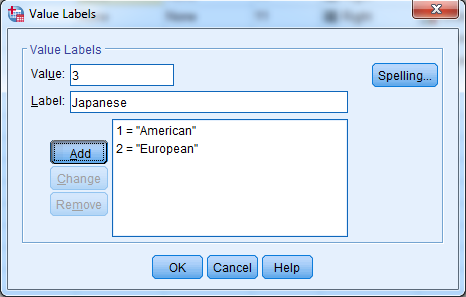 Value Labels
Value Labels
Value: 3
Spelling...
Label: Japanese
1 = "American"
2 = "European"
Add
Change
Remove
OK Cancel Help